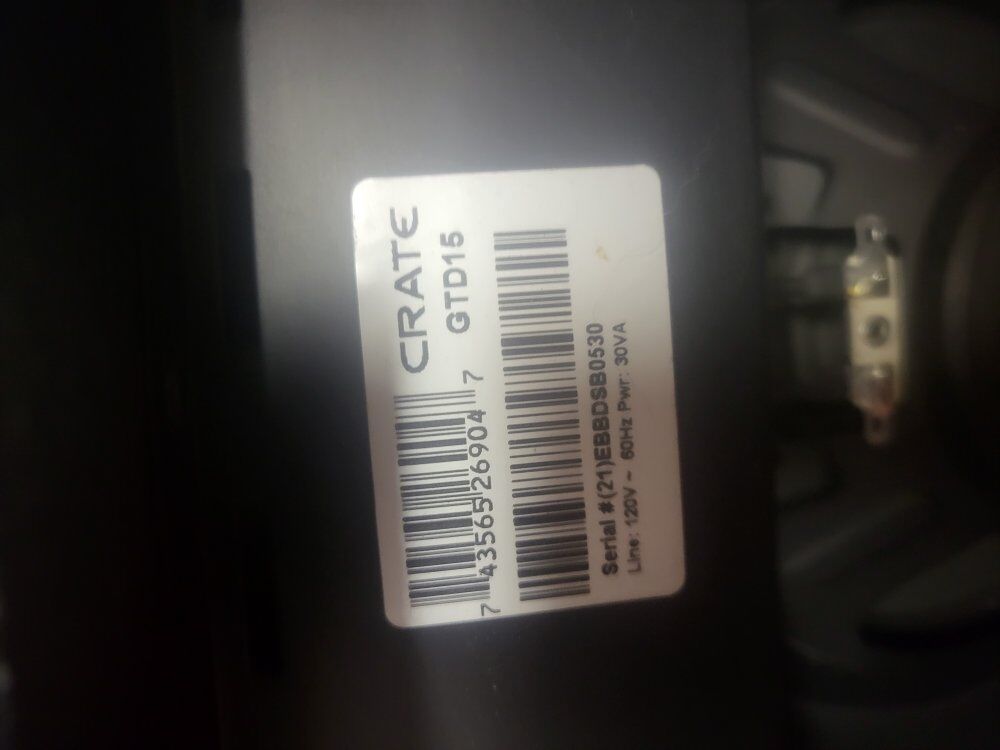 CRATE
GTD15
7 43565 26904 7
Serial #(21)EBBDSB0530
Line: 120V ~ 60Hz Pwr: 30VA